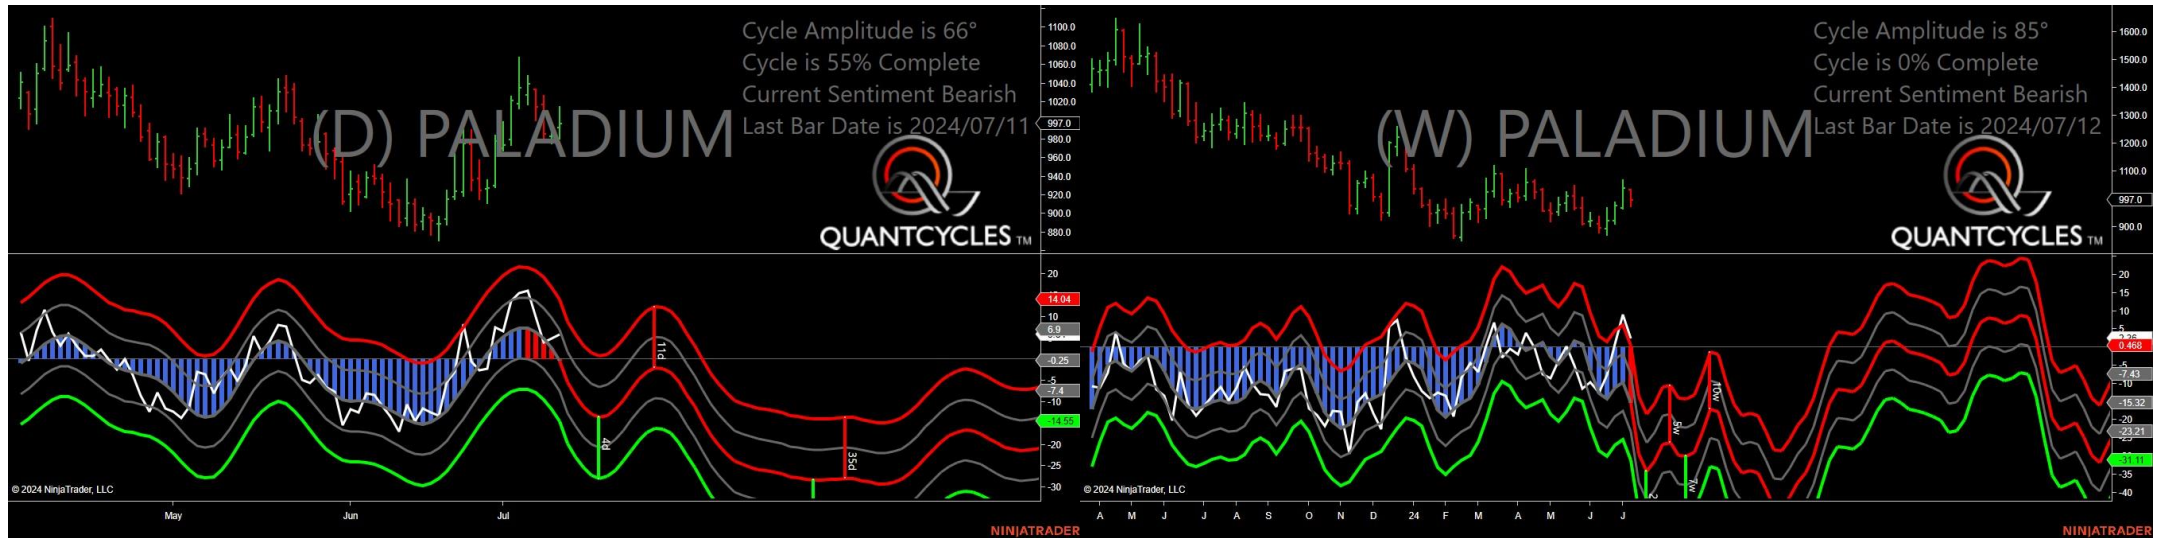 Cycle Amplitude is 66°
Cycle is 55% Complete
Current Sentiment Bearish
Last Bar Date is 2024/07/11
(D) PALADIUM
QUANTCYCLES TM
1100.0
1080.0
1060.0
1040.0
1020.0
997.0
980.0
960.0
940.0
920.0
900.0
880.0
20
14.04
10
6.9
-0.25
-5
-7.4
-10
-14.55
-20
-25
-30
11d
4d
35d
© 2024 NinjaTrader, LLC
May Jun Jul
NINJATRADER
Cycle Amplitude is 85°
Cycle is 0% Complete
Current Sentiment Bearish
Last Bar Date is 2024/07/12
(W) PALADIUM
QUANTCYCLES TM
1600.0
1500.0
1400.0
1300.0
1200.0
1100.0
997.0
900.0
20
15
10
5
0.468
-7.43
-10
-15.32
-20
-23.21
-31.11
-35
-40
5w
10w
2
7w
© 2024 NinjaTrader, LLC
A M J J A S O N D 24 F M A M J J
NINJATRADER